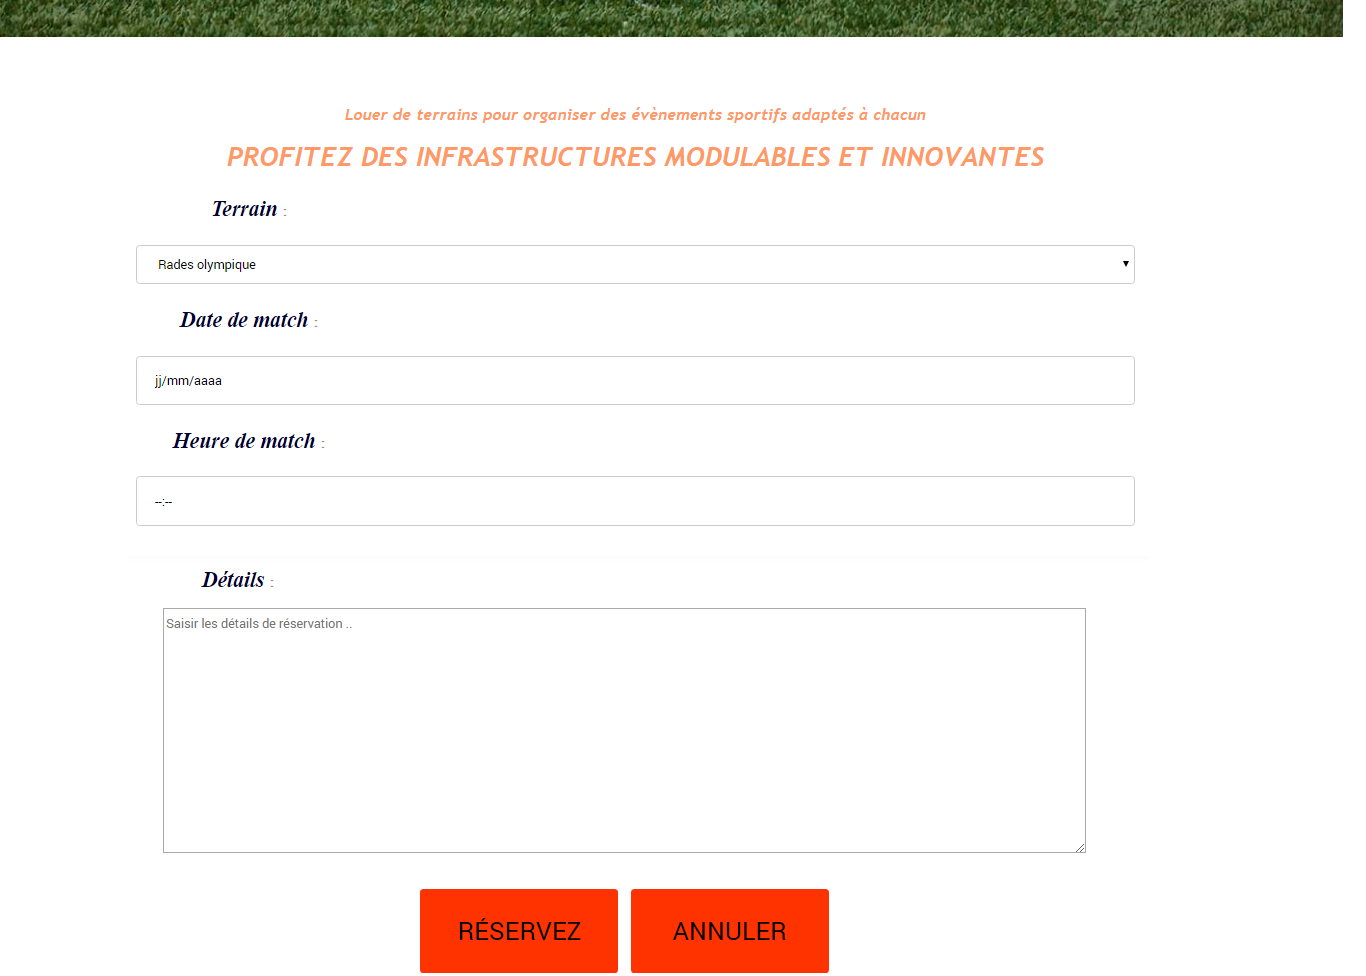 Louer de terrains pour organiser des évènements sportifs adaptés à chacun
PROFITEZ DES INFRASTRUCTURES MODULABLES ET INNOVANTES
Terrain :
Rades olympique
Date de match :
jj/mm/aaaa
Heure de match :
--:--
Détails :
Saisir les détails de réservation ..
RÉSERVEZ ANNULER